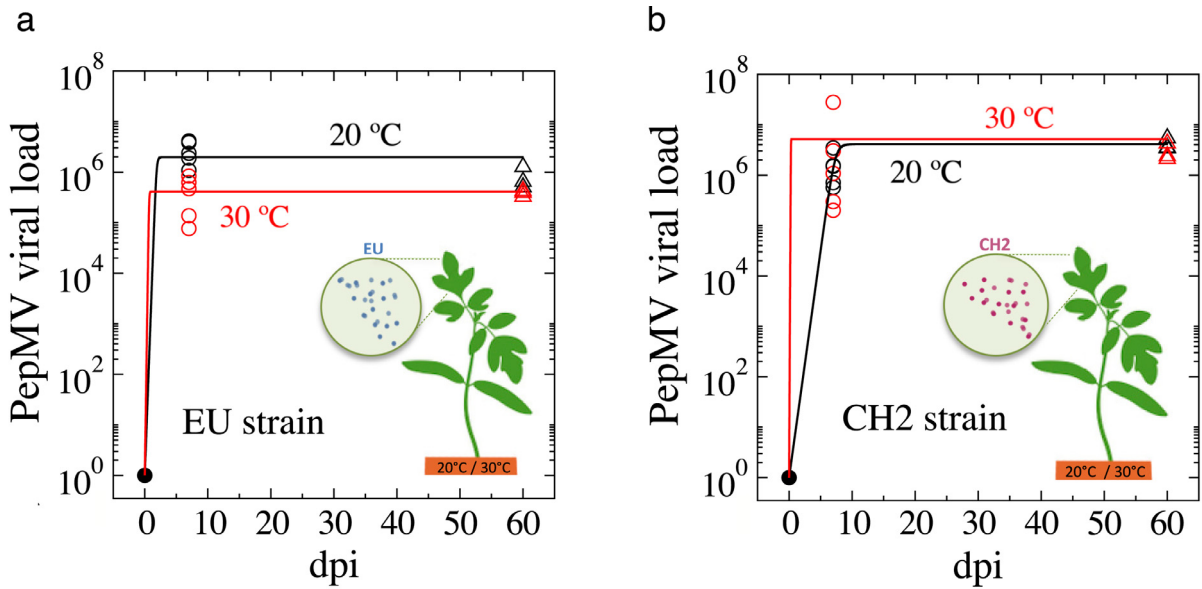 a
10^8
10^6
10^4
10^2
10^0
PepMV viral load
20 ºC
30 ºC
EU
EU strain
20°C / 30°C
0 10 20 30 40 50 60
dpi
b
10^8
10^6
10^4
10^2
10^0
PepMV viral load
30 ºC
20 ºC
CH2
CH2 strain
20°C / 30°C
0 10 20 30 40 50 60
dpi